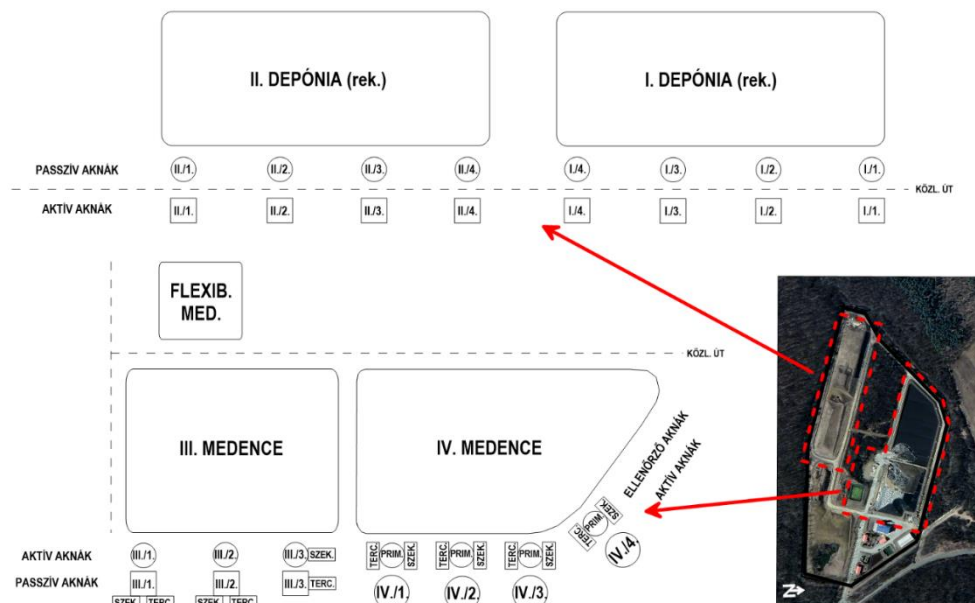 II. DEPÓNIA (rek.)
I. DEPÓNIA (rek.)
PASSZÍV AKNÁK
II./1.
II./2.
II./3.
II./4.
I./4.
I./3.
I./2.
I./1.
KÖZL. ÚT
AKTÍV AKNÁK
II./1.
II./2.
II./3.
II./4.
I./4.
I./3.
I./2.
I./1.
FLEXIB.
MED.
KÖZL. ÚT
III. MEDENCE
IV. MEDENCE
ELLENŐRZŐ AKNÁK
AKTÍV AKNÁK
TERC.
PRIM.
SZEK.
IV./4.
AKTÍV AKNÁK
III./1.
III./2.
III./3.
SZEK.
TERC.
PRIM.
SZEK.
TERC.
PRIM.
SZEK.
TERC.
PRIM.
SZEK.
PASSZÍV AKNÁK
III./1.
III./2.
III./3.
TERC.
IV./1.
IV./2.
IV./3.
SZEK.
TERC.
SZEK.
TERC.
Z